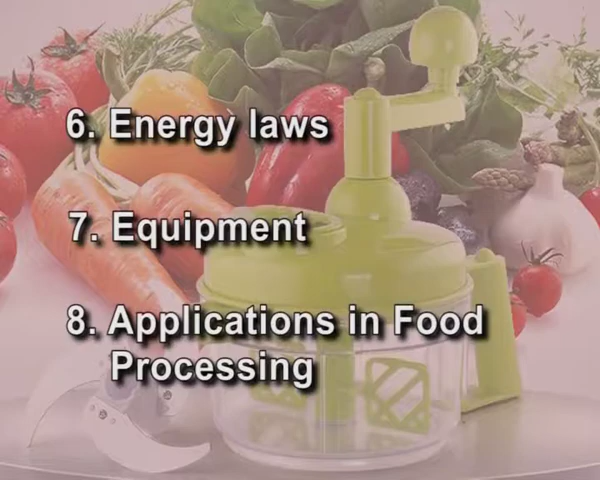 6. Energy laws
7. Equipment
8. Applications in Food
Processing